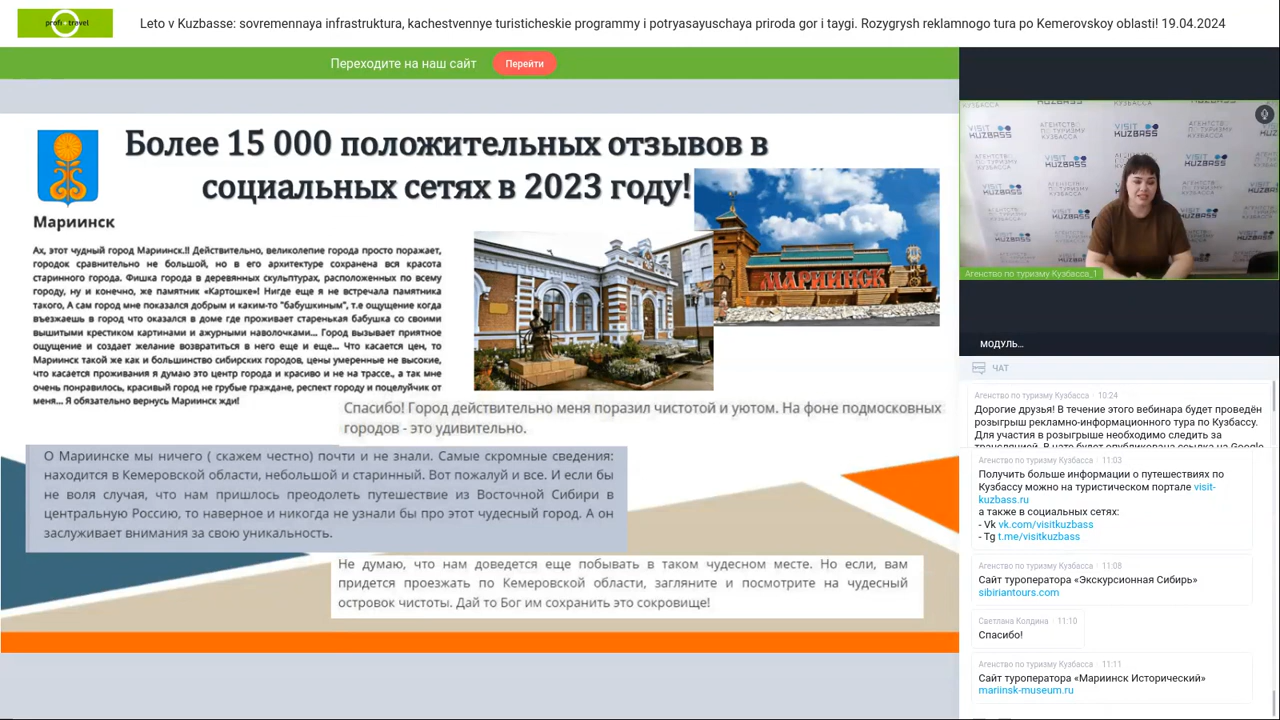 profi travel
Leto v Kuzbasse: sovremennaya infrastruktura, kachestvennye turisticheskie programmy i potryasayuschaya priroda gor i taygi. Rozygrysh reklamnogo tura po Kemerovskoy oblasti! 19.04.2024
Переходите на наш сайт
Перейти
Более 15 000 положительных отзывов в
социальных сетях в 2023 году!
Мариинск
Ах, этот чудный город Мариинск.!! Действительно, великолепие города просто поражает,
городок сравнительно не большой, но в его архитектуре сохранена вся красота
старинного города. Фишка города в деревянных скульптурах, расположенных по всему
городу, ну и конечно, же памятник «Картошке»! Нигде еще я не встречала памятника
такого, А сам город мне показался добрым и каким-то "бабушкиным", т.е ощущение когда
въезжаешь в город что оказался в доме где проживает старенькая бабушка со своими
вышитыми крестиком картинами и ажурными наволочками... Город вызывает приятное
ощущение и создает желание возвратиться в него еще и еще... Что касается цен, то
Мариинск такой же как и большинство сибирских городов, цены умеренные не высокие,
что касается проживания я думаю это центр города и красиво и не на трассе., а так мне
очень понравилось, красивый город не грубые граждане, респект городу и поцелуйчик от
меня... Я обязательно вернусь Мариинск жди!
МАРИИНСК
Спасибо! Город действительно меня поразил чистотой и уютом. На фоне подмосковных
городов - это удивительно.
О Мариинске мы ничего ( скажем честно) почти и не знали. Самые скромные сведения:
находится в Кемеровской области, небольшой и старинный. Вот пожалуй и все. И если бы
не воля случая, что нам пришлось преодолеть путешествие из Восточной Сибири в
центральную Россию, то наверное и никогда не узнали бы про этот чудесный город. А он
заслуживает внимания за свою уникальность.
Не думаю, что нам доведется еще побывать в таком чудесном месте. Но если, вам
придется проезжать по Кемеровской области, загляните и посмотрите на чудесный
островок чистоты. Дай то Бог им сохранить это сокровище!
КУЗБАССА
VISIT
KUZBASS
АГЕНТСТВО
ПО ТУРИЗМУ
КУЗБАССА
Агенство по туризму Кузбасса_1
МОДУЛЬ...
ЧАТ
Агенство по туризму Кузбасса 10:24
Дорогие друзья! В течение этого вебинара будет проведён
розыгрыш рекламно-информационного тура по Кузбассу.
Для участия в розыгрыше необходимо следить за
трансляцией. В чате будет опубликована ссылка на Google
Агенство по туризму Кузбасса 11:03
Получить больше информации о путешествиях по
Кузбассу можно на туристическом портале visit-
kuzbass.ru
а также в социальных сетях:
- Vk vk.com/visitkuzbass
- Tg t.me/visitkuzbass
Агенство по туризму Кузбасса 11:08
Сайт туроператора «Экскурсионная Сибирь»
sibiriantours.com
Светлана Колдина 11:10
Спасибо!
Агенство по туризму Кузбасса 11:11
Сайт туроператора «Мариинск Исторический»
mariinsk-museum.ru